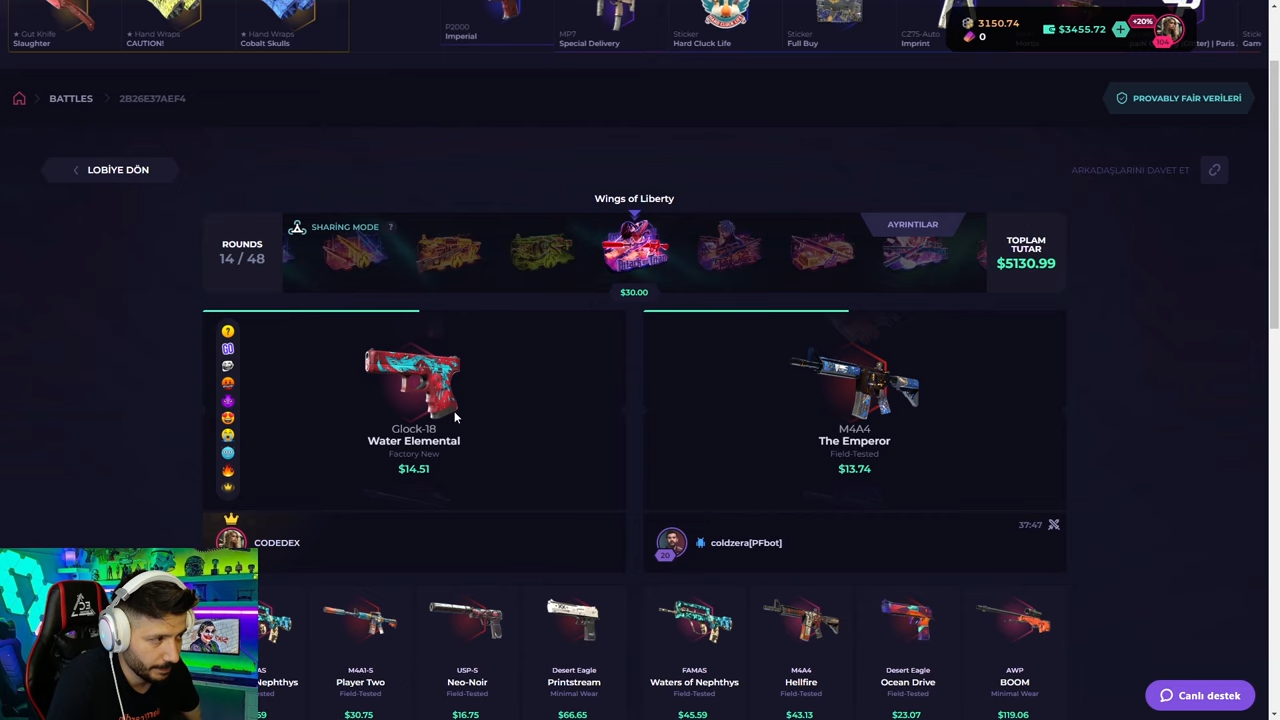 ★ Gut Knife
Slaughter
★ Hand Wraps
CAUTION!
★ Hand Wraps
Cobalt Skulls
P2000
Imperial
MP7
Special Delivery
Sticker
Hard Cluck Life
Sticker
Full Buy
CZ75-Auto
Imprint
3150.74
0
$3455.72
+20%
104
BATTLES
2B26E37AEF4
PROVABLY FAIR VERİLERİ
LOBİYE DÖN
ARKADAŞLARINI DAVET ET
Wings of Liberty
SHARİNG MODE ?
AYRINTILAR
ROUNDS
14 / 48
TOPLAM
TUTAR
$5130.99
$30.00
GO
Glock-18
Water Elemental
Factory New
$14.51
M4A4
The Emperor
Field-Tested
$13.74
CODEDEX
37:47
20
coldzera[PFbot]
M4A1-S
Player Two
Field-Tested
$30.75
USP-S
Neo-Noir
Field-Tested
$16.75
Desert Eagle
Printstream
Minimal Wear
$66.65
FAMAS
Waters of Nephthys
Field-Tested
$45.59
M4A4
Hellfire
Field-Tested
$43.13
Desert Eagle
Ocean Drive
Field-Tested
$23.07
AWP
BOOM
Minimal Wear
$119.06
Canlı destek